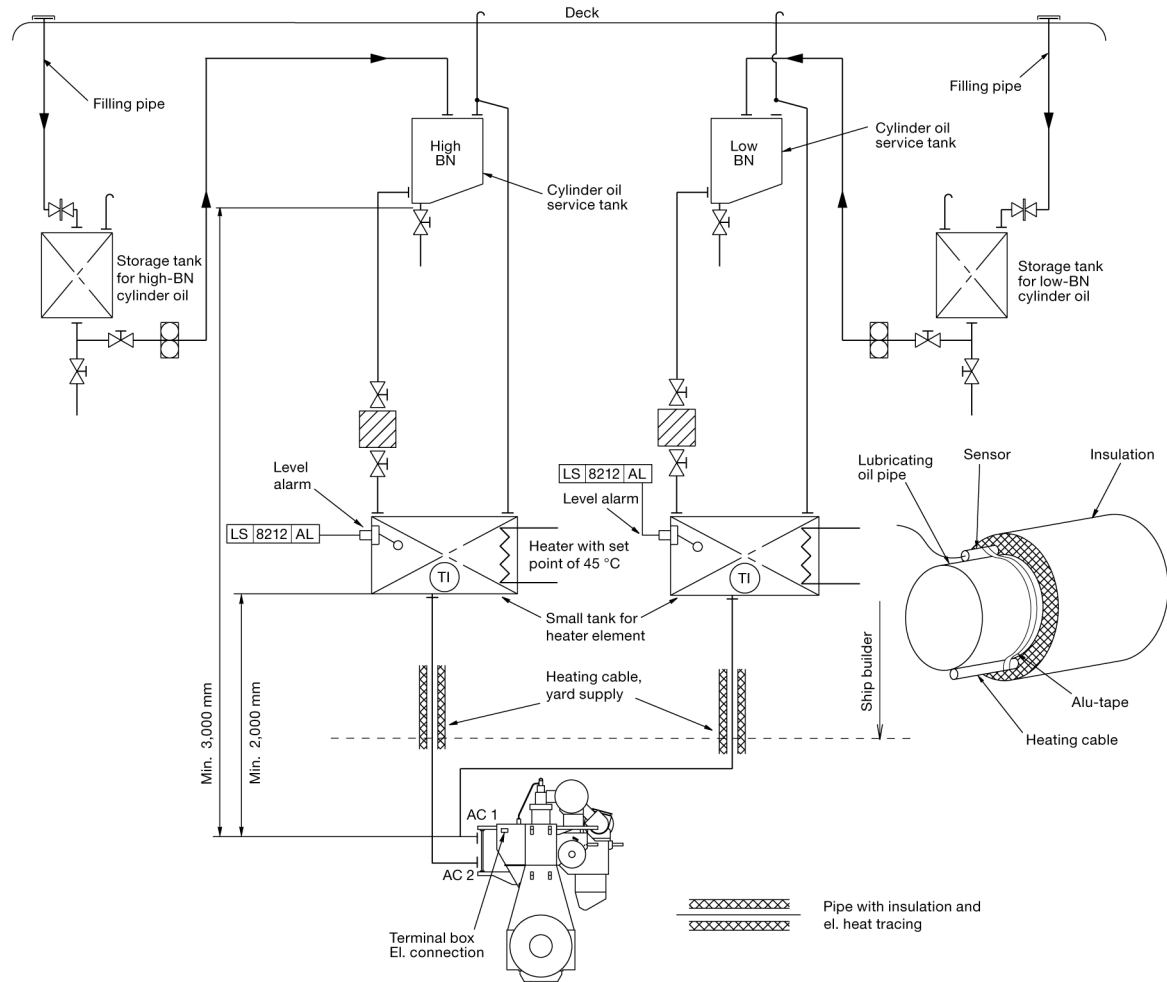 Deck
Filling pipe
Filling pipe
High
BN
Low
BN
Cylinder oil
service tank
Cylinder oil
service tank
Storage tank
for high-BN
cylinder oil
Storage tank
for low-BN
cylinder oil
Level
alarm
LS 8212 AL
LS 8212 AL
Level alarm
Heater with set
point of 45 °C
TI
TI
Small tank for
heater element
Heating cable,
yard supply
Min. 3,000 mm
Min. 2,000 mm
Ship builder
Lubricating
oil pipe
Sensor
Insulation
Alu-tape
Heating cable
AC 1
AC 2
Terminal box
El. connection
Pipe with insulation and
el. heat tracing